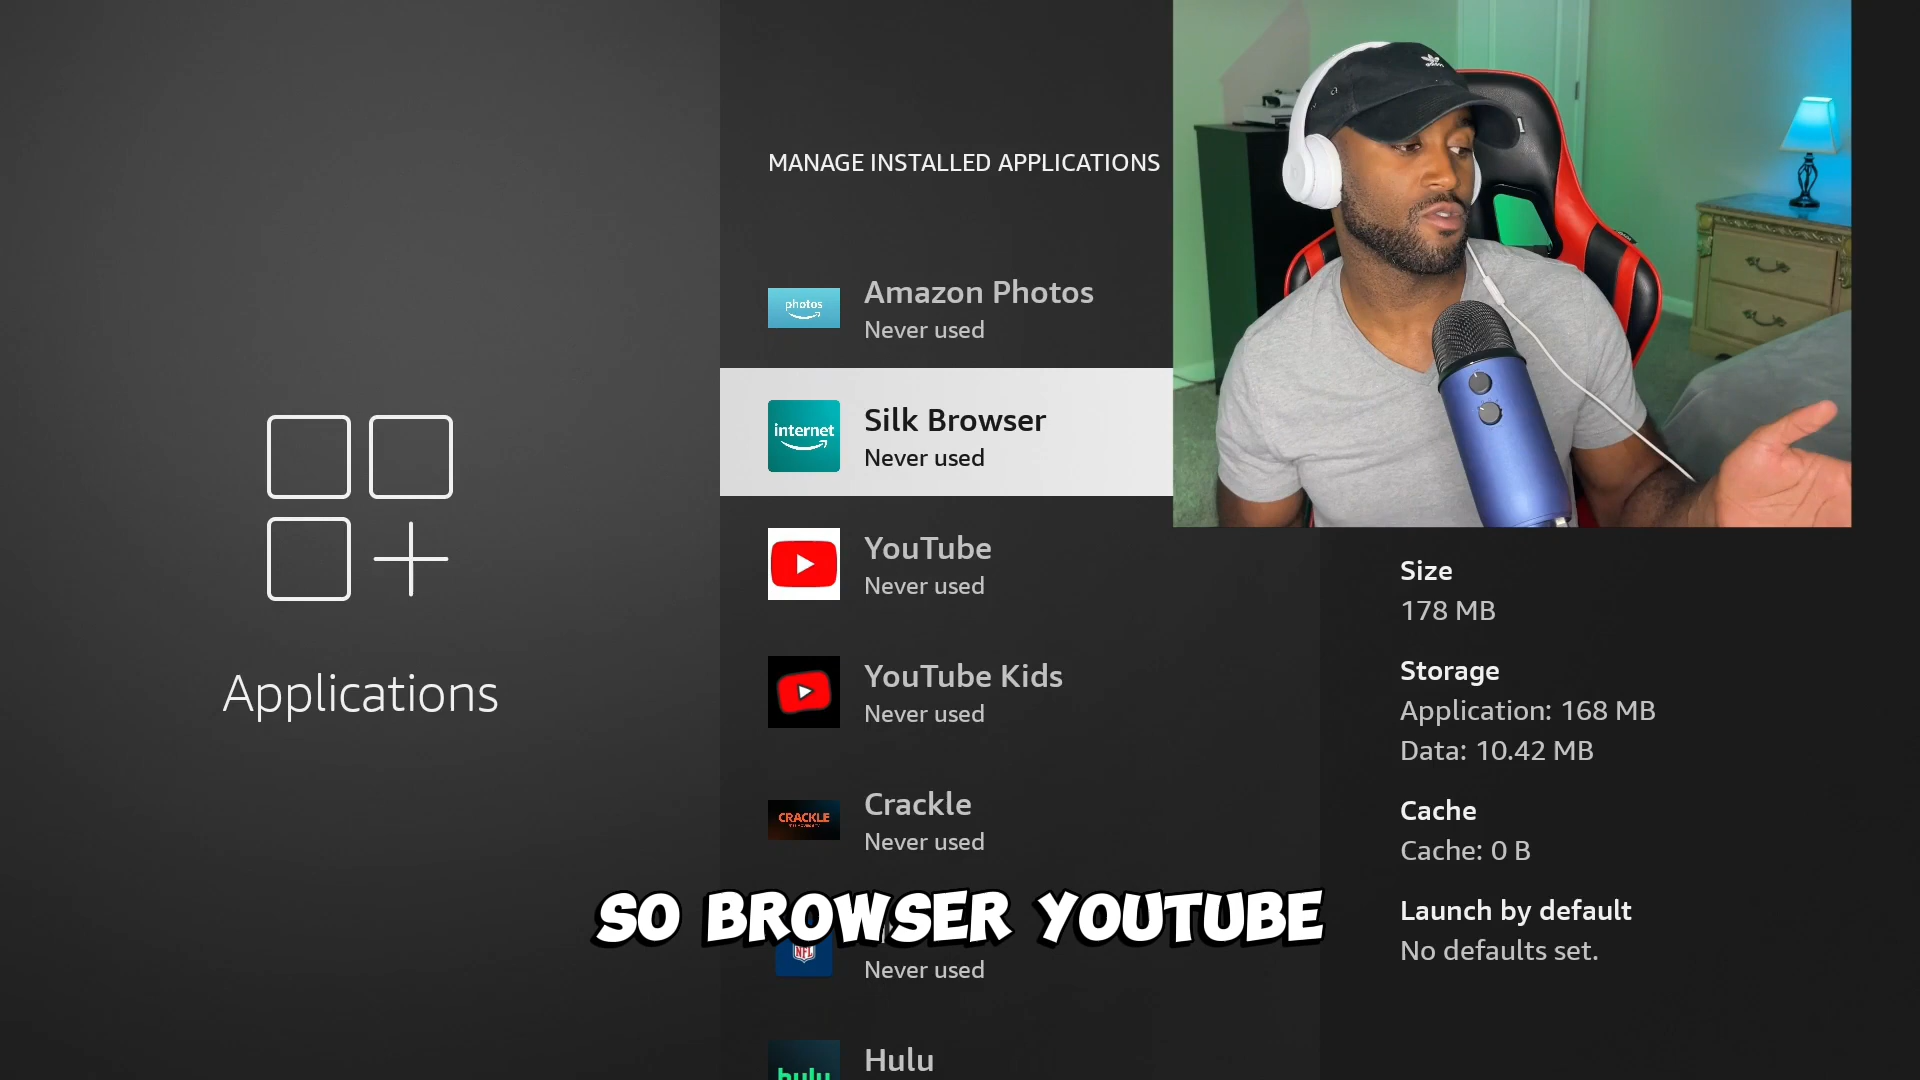 MANAGE INSTALLED APPLICATIONS
photos
Amazon Photos
Never used
internet
Silk Browser
Never used
YouTube
Never used
YouTube Kids
Never used
CRACKLE
Crackle
Never used
NFL
Never used
hulu
Hulu
Applications
Size
178 MB
Storage
Application: 168 MB
Data: 10.42 MB
Cache
Cache: 0 B
Launch by default
No defaults set.
SO BROWSER YOUTUBE